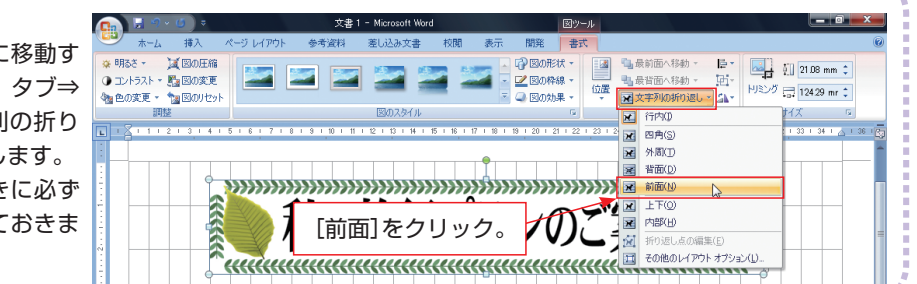 に移動す
タブ⇒
列の折り
します。
きに必ず
ておきま
文書 1 - Microsoft Word
図ツール
ホーム 挿入 ページ レイアウト 参考資料 差し込み文書 校閲 表示 開発 書式
明るさ 図の圧縮
コントラスト 図の変更
色の変更 図のリセット
調整
図のスタイル
図の形状
図の枠線
図の効果
位置
最前面へ移動
最背面へ移動
文字列の折り返し
トリミング
21.08 mm
124.29 mm
サイズ
行内(I)
四角(S)
外周(T)
背面(D)
前面(N)
上下(O)
内部(H)
折り返し点の編集(E)
その他のレイアウト オプション(L)...
[前面]をクリック。
のご